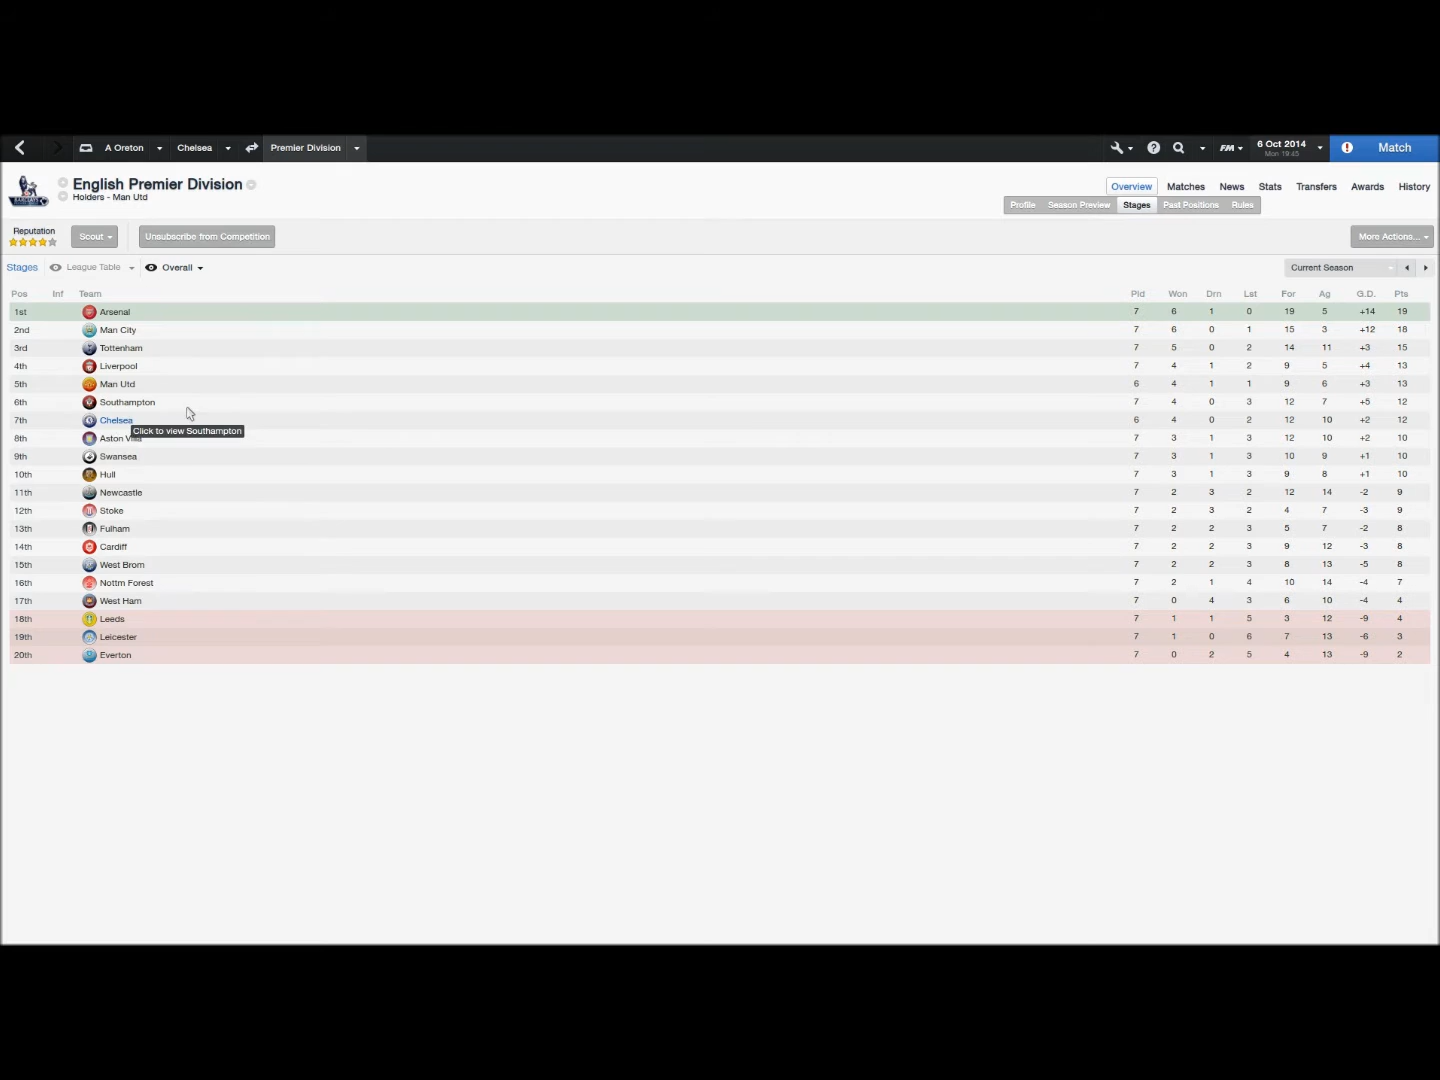 A Oreton Chelsea Premier Division FM 6 Oct 2014 Match
Mon 19:45
English Premier Division
Holders - Man Utd
Overview Matches News Stats Transfers Awards History
Profile Season Preview Stages Past Positions Rules
Reputation
Scout Unsubscribe from Competition More Actions...
Stages League Table Overall Current Season
Pos Inf Team Pld Won Drn Lst For Ag G.D. Pts
1st Arsenal 7 6 1 0 19 5 +14 19
2nd Man City 7 6 0 1 15 3 +12 18
3rd Tottenham 7 5 0 2 14 11 +3 15
4th Liverpool 7 4 1 2 9 5 +4 13
5th Man Utd 6 4 1 1 9 6 +3 13
6th Southampton 7 4 0 3 12 7 +5 12
7th Chelsea 6 4 0 2 12 10 +2 12
Click to view Southampton
8th Aston Villa 7 3 1 3 12 10 +2 10
9th Swansea 7 3 1 3 10 9 +1 10
10th Hull 7 3 1 3 9 8 +1 10
11th Newcastle 7 2 3 2 12 14 -2 9
12th Stoke 7 2 3 2 4 7 -3 9
13th Fulham 7 2 2 3 5 7 -2 8
14th Cardiff 7 2 2 3 9 12 -3 8
15th West Brom 7 2 2 3 8 13 -5 8
16th Nottm Forest 7 2 1 4 10 14 -4 7
17th West Ham 7 0 4 3 6 10 -4 4
18th Leeds 7 1 1 5 3 12 -9 4
19th Leicester 7 1 0 6 7 13 -6 3
20th Everton 7 0 2 5 4 13 -9 2